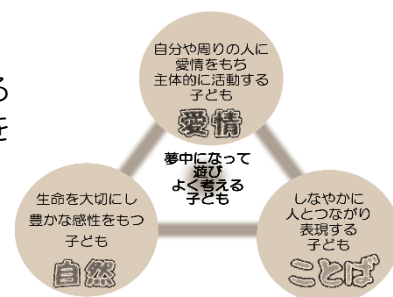 る
を
自分や周りの人に
愛情をもち
主体的に活動する
子ども
愛情
夢中になって
遊び
よく考える
子ども
生命を大切にし
豊かな感性をもつ
子ども
自然
しなやかに
人とつながり
表現する
子ども
ことば